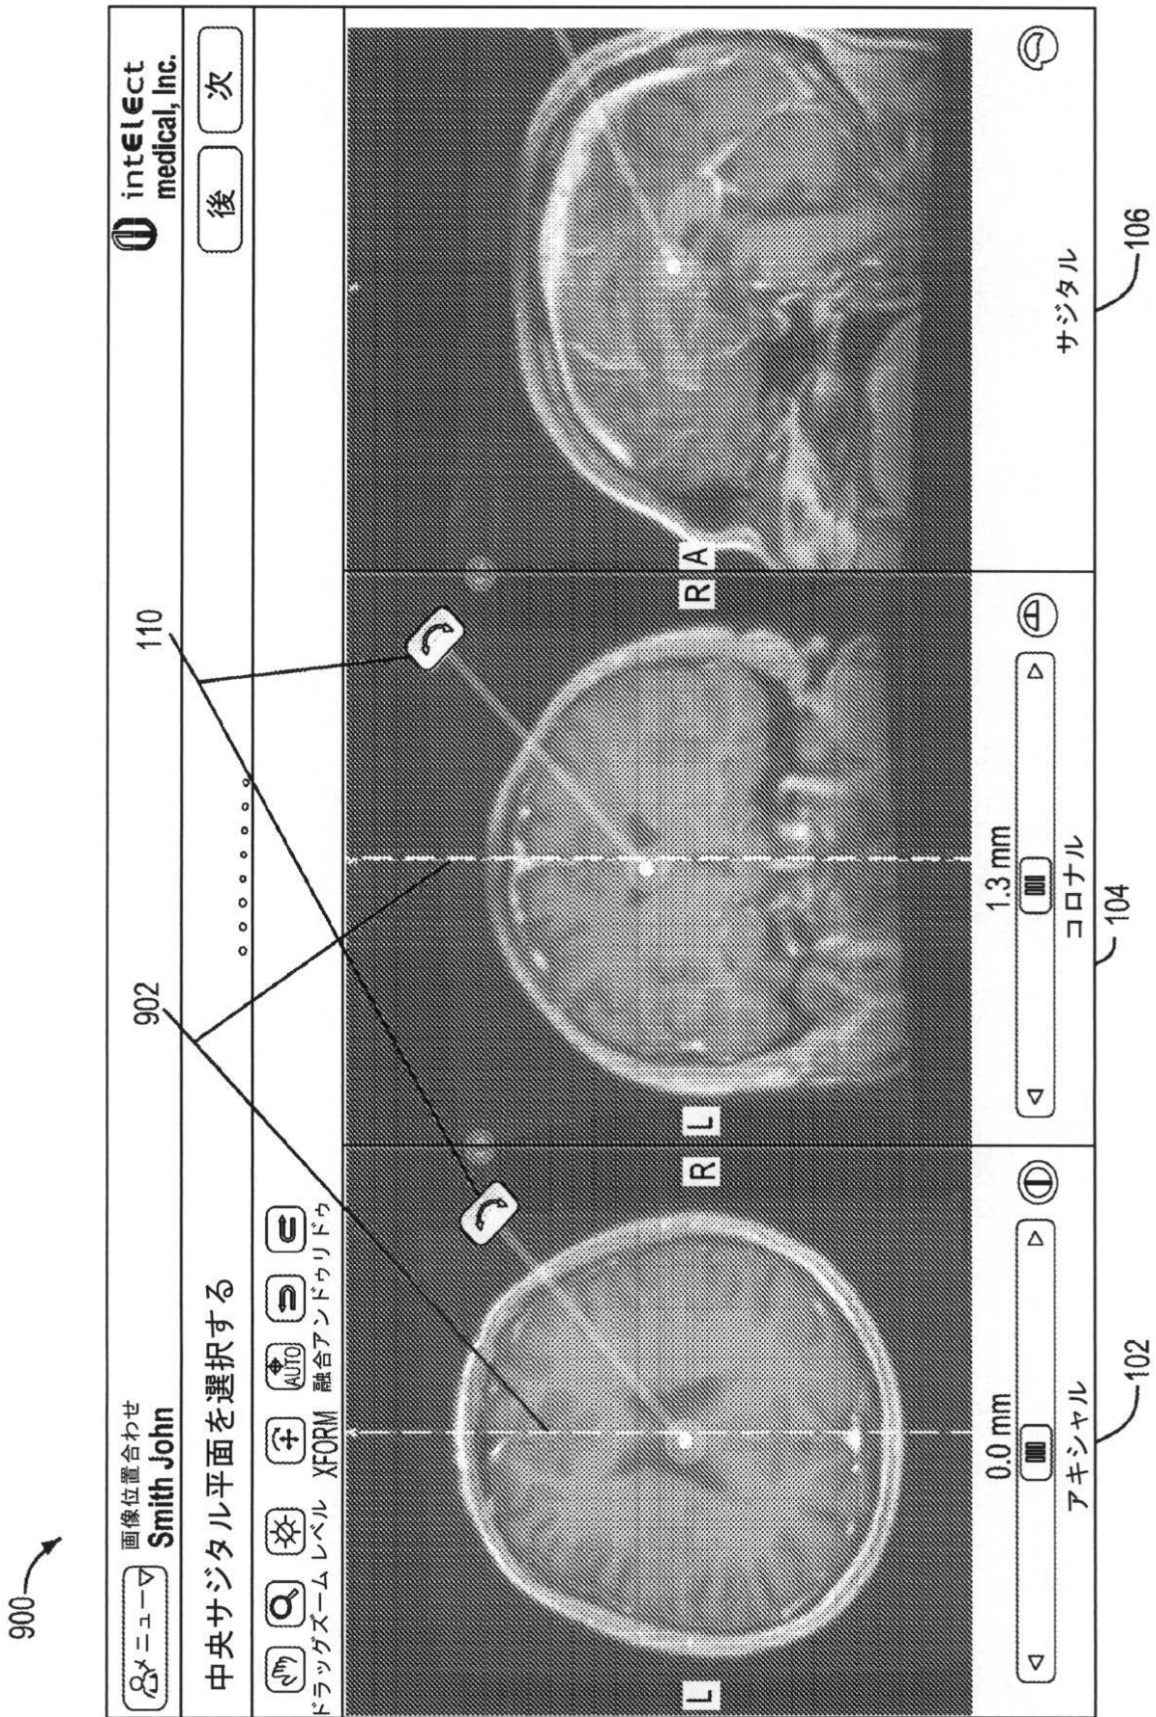 900
メニュー▽
画像位置合わせ
Smith John
intElEct
medical, Inc.
中央サジタル平面を選択する
後
次
AUTO
ドラッグ ズーム レベル XFORM 融合 アンドゥ リドゥ
902
110
L
R
L
R
A
0.0 mm
1.3 mm
アキシャル
コロナル
サジタル
102
104
106